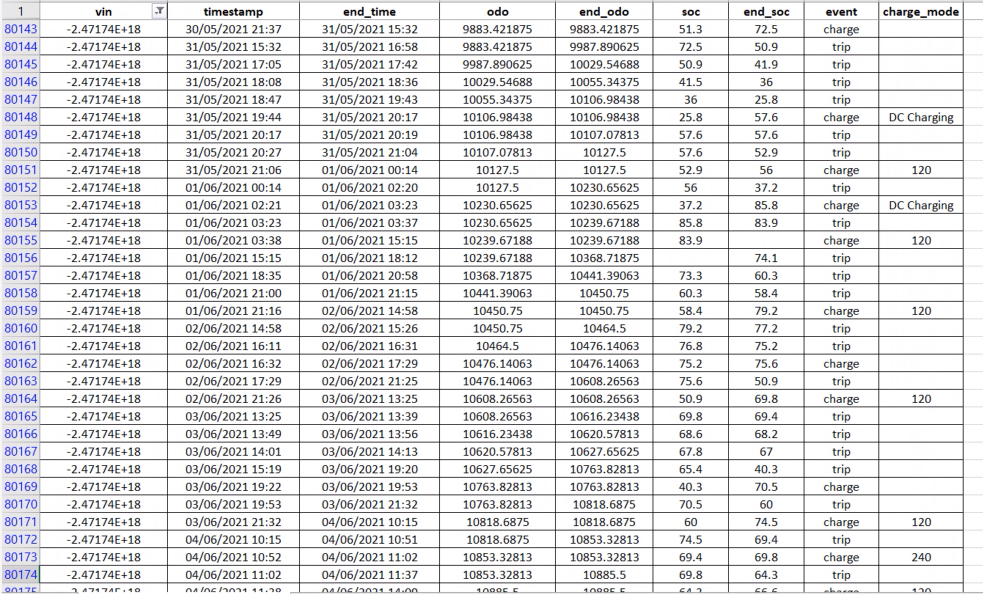 1 vin timestamp end_time odo end_odo soc end_soc event charge_mode
80143 -2.47174E+18 30/05/2021 21:37 31/05/2021 15:32 9883.421875 9883.421875 51.3 72.5 charge
80144 -2.47174E+18 31/05/2021 15:32 31/05/2021 16:58 9883.421875 9987.890625 72.5 50.9 trip
80145 -2.47174E+18 31/05/2021 17:05 31/05/2021 17:42 9987.890625 10029.54688 50.9 41.9 trip
80146 -2.47174E+18 31/05/2021 18:08 31/05/2021 18:36 10029.54688 10055.34375 41.5 36 trip
80147 -2.47174E+18 31/05/2021 18:47 31/05/2021 19:43 10055.34375 10106.98438 36 25.8 trip
80148 -2.47174E+18 31/05/2021 19:44 31/05/2021 20:17 10106.98438 10106.98438 25.8 57.6 charge DC Charging
80149 -2.47174E+18 31/05/2021 20:17 31/05/2021 20:19 10106.98438 10107.07813 57.6 57.6 trip
80150 -2.47174E+18 31/05/2021 20:27 31/05/2021 21:04 10107.07813 10127.5 57.6 52.9 trip
80151 -2.47174E+18 31/05/2021 21:06 01/06/2021 00:14 10127.5 10127.5 52.9 56 charge 120
80152 -2.47174E+18 01/06/2021 00:14 01/06/2021 02:20 10127.5 10230.65625 56 37.2 trip
80153 -2.47174E+18 01/06/2021 02:21 01/06/2021 03:23 10230.65625 10230.65625 37.2 85.8 charge DC Charging
80154 -2.47174E+18 01/06/2021 03:23 01/06/2021 03:37 10230.65625 10239.67188 85.8 83.9 trip
80155 -2.47174E+18 01/06/2021 03:38 01/06/2021 15:15 10239.67188 10239.67188 83.9 charge 120
80156 -2.47174E+18 01/06/2021 15:15 01/06/2021 18:12 10239.67188 10368.71875 74.1 trip
80157 -2.47174E+18 01/06/2021 18:35 01/06/2021 20:58 10368.71875 10441.39063 73.3 60.3 trip
80158 -2.47174E+18 01/06/2021 21:00 01/06/2021 21:15 10441.39063 10450.75 60.3 58.4 trip
80159 -2.47174E+18 01/06/2021 21:16 02/06/2021 14:58 10450.75 10450.75 58.4 79.2 charge 120
80160 -2.47174E+18 02/06/2021 14:58 02/06/2021 15:26 10450.75 10464.5 79.2 77.2 trip
80161 -2.47174E+18 02/06/2021 16:11 02/06/2021 16:31 10464.5 10476.14063 76.8 75.2 trip
80162 -2.47174E+18 02/06/2021 16:32 02/06/2021 17:29 10476.14063 10476.14063 75.2 75.6 charge
80163 -2.47174E+18 02/06/2021 17:29 02/06/2021 21:25 10476.14063 10608.26563 75.6 50.9 trip
80164 -2.47174E+18 02/06/2021 21:26 03/06/2021 13:25 10608.26563 10608.26563 50.9 69.8 charge 120
80165 -2.47174E+18 03/06/2021 13:25 03/06/2021 13:39 10608.26563 10616.23438 69.8 69.4 trip
80166 -2.47174E+18 03/06/2021 13:49 03/06/2021 13:56 10616.23438 10620.57813 68.6 68.2 trip
80167 -2.47174E+18 03/06/2021 14:01 03/06/2021 14:13 10620.57813 10627.65625 67.8 67 trip
80168 -2.47174E+18 03/06/2021 15:19 03/06/2021 19:20 10627.65625 10763.82813 65.4 40.3 trip
80169 -2.47174E+18 03/06/2021 19:22 03/06/2021 19:53 10763.82813 10763.82813 40.3 70.5 charge
80170 -2.47174E+18 03/06/2021 19:53 03/06/2021 21:32 10763.82813 10818.6875 70.5 60 trip
80171 -2.47174E+18 03/06/2021 21:32 04/06/2021 10:15 10818.6875 10818.6875 60 74.5 charge 120
80172 -2.47174E+18 04/06/2021 10:15 04/06/2021 10:51 10818.6875 10853.32813 74.5 69.4 trip
80173 -2.47174E+18 04/06/2021 10:52 04/06/2021 11:02 10853.32813 10853.32813 69.4 69.8 charge 240
80174 -2.47174E+18 04/06/2021 11:02 04/06/2021 11:37 10853.32813 10885.5 69.8 64.3 trip